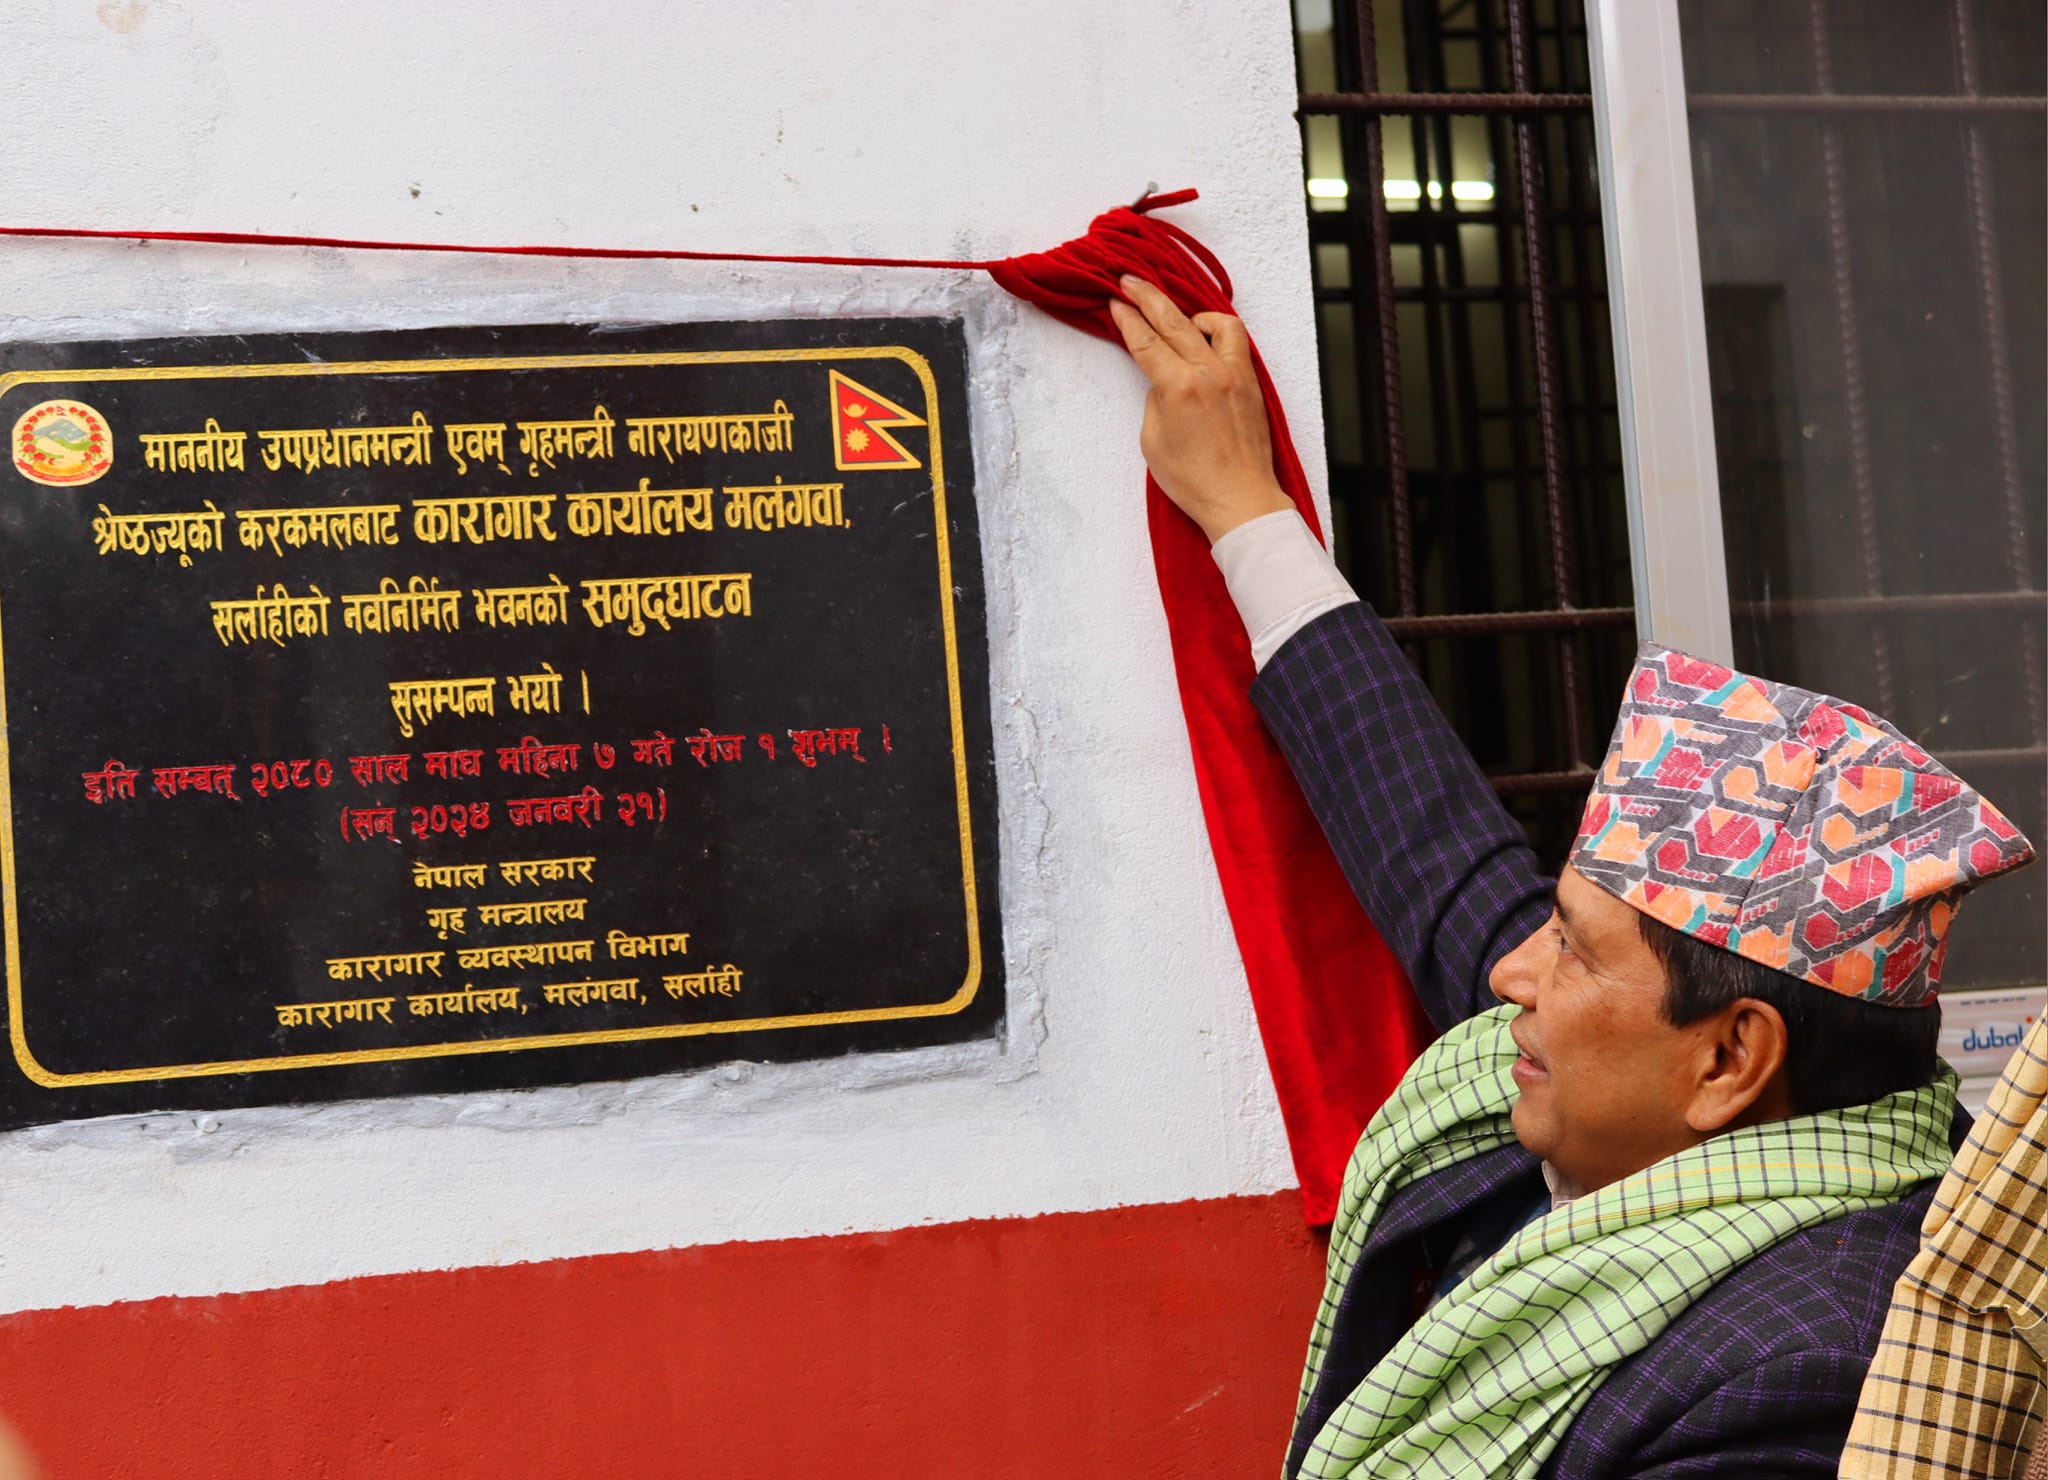 माननीय उपप्रधानमन्त्री एवम् गृहमन्त्री नारायणकाजी
श्रेष्ठज्यूको करकमलबाट कारागार कार्यालय मलंगवा,
सर्लाहीको नवनिर्मित भवनको समुद्घाटन
सुसम्पन्न भयो ।
इति सम्बत् २०८० साल माघ महिना ७ गते रोज १ शुभम् ।
(सन् २०२४ जनवरी २१)
नेपाल सरकार
गृह मन्त्रालय
कारागार व्यवस्थापन विभाग
कारागार कार्यालय, मलंगवा, सर्लाही
dubai